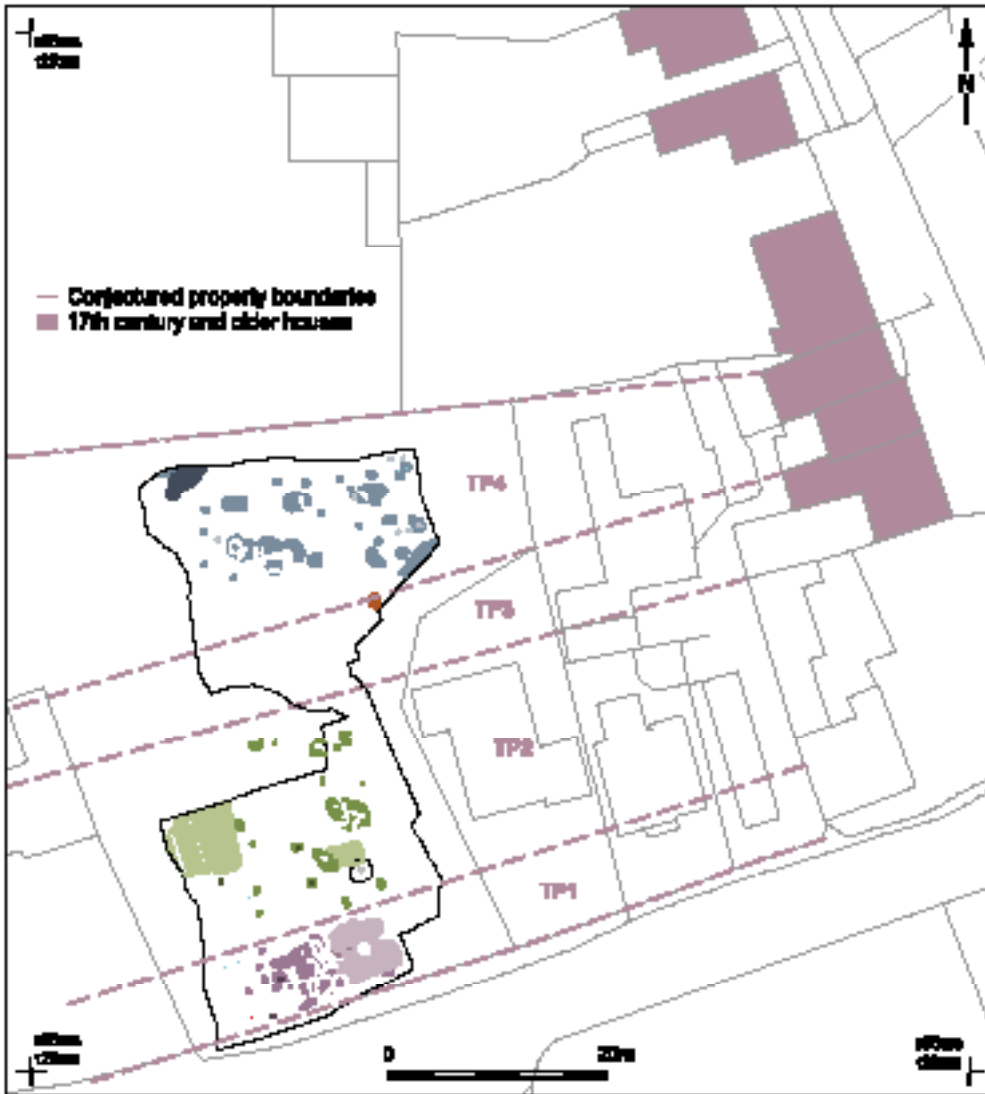 N
Conjectured property boundaries
17th century and older houses
TP4
TP3
TP2
TP1
0
20m